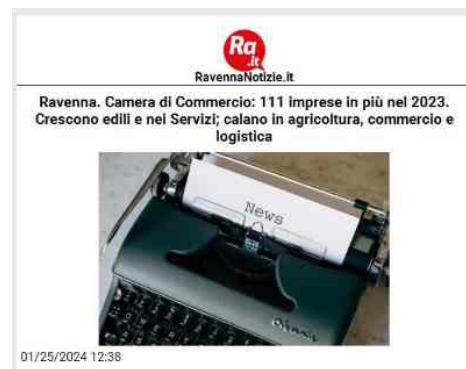 Ra
.it
RavennaNotizie.it
Ravenna. Camera di Commercio: 111 imprese in più nel 2023.
Crescono edili e nei Servizi; calano in agricoltura, commercio e
logistica
News
Olympia
01/25/2024 12:38